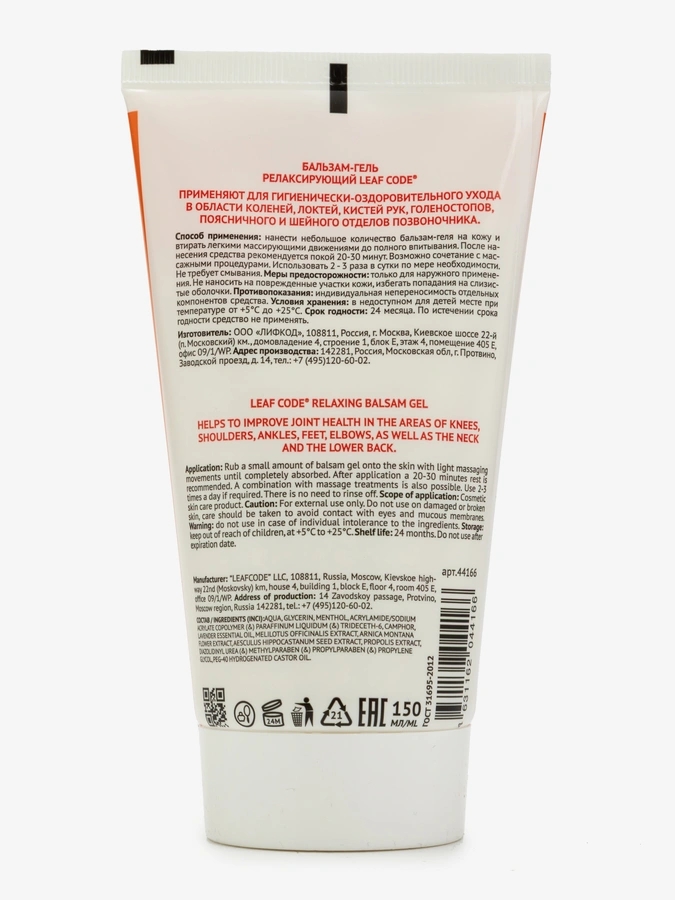 БАЛЬЗАМ-ГЕЛЬ
РЕЛАКСИРУЮЩИЙ LEAF CODE®
ПРИМЕНЯЮТ ДЛЯ ГИГИЕНИЧЕСКИ-ОЗДОРОВИТЕЛЬНОГО УХОДА
В ОБЛАСТИ КОЛЕНЕЙ, ЛОКТЕЙ, КИСТЕЙ РУК, ГОЛЕНОСТОПОВ,
ПОЯСНИЧНОГО И ШЕЙНОГО ОТДЕЛОВ ПОЗВОНОЧНИКА.
Способ применения: нанести небольшое количество бальзам-геля на кожу и
втирать легкими массирующими движениями до полного впитывания. После на-
несения средства рекомендуется покой 20-30 минут. Возможно сочетание с мас-
сажными процедурами. Использовать 2 - 3 раза в сутки по мере необходимости.
Не требует смывания. Меры предосторожности: только для наружного примене-
ния. Не наносить на поврежденные участки кожи, избегать попадания на слизис-
тые оболочки. Противопоказания: индивидуальная непереносимость отдельных
компонентов средства. Условия хранения: в недоступном для детей месте при
температуре от +5°С до +25°С. Срок годности: 24 месяца. По истечении срока
годности средство не применять.
Изготовитель: ООО «ЛИФКОД», 108811, Россия, г. Москва, Киевское шоссе 22-й
(п. Московский) км., домовладение 4, строение 1, блок Е, этаж 4, помещение 405 Е,
офис 09/1/WP. Адрес производства: 142281, Россия, Московская обл, г. Протвино,
Заводской проезд, д. 14, тел.: +7 (495)120-60-02.
LEAF CODE® RELAXING BALSAM GEL
HELPS TO IMPROVE JOINT HEALTH IN THE AREAS OF KNEES,
SHOULDERS, ANKLES, FEET, ELBOWS, AS WELL AS THE NECK
AND THE LOWER BACK.
Application: Rub a small amount of balsam gel onto the skin with light massaging
movements until completely absorbed. After application a 20-30 minutes rest is
recommended. A combination with massage treatments is also possible. Use 2-3
times a day if required. There is no need to rinse off. Scope of application: Cosmetic
skin care product. Caution: For external use only. Do not use on damaged or broken
skin, care should be taken to avoid contact with eyes and mucous membranes.
Warning: do not use in case of individual intolerance to the ingredients. Storage:
keep out of reach of children, at +5°C to +25°C. Shelf life: 24 months. Do not use after
expiration date.
арт.44166
Manufacturer: "LEAFCODE" LLC, 108811, Russia, Moscow, Kievskoe high-
way 22nd (Moskovsky) km, house 4, building 1, block E, floor 4, room 405 E,
office 09/1/WP. Address of production: 14 Zavodskoy passage, Protvino,
Moscow region, Russia 142281, tel.: +7 (495)120-60-02.
СОСТАВ / INGREDIENTS (INCI): AQUA, GLYCERIN, MENTHOL, ACRYLAMIDE/SODIUM
ACRYLATE COPOLYMER (&) PARAFFINUM LIQUIDUM (&) TRIDECETH-6, CAMPHOR,
LAVENDER ESSENTIAL OIL, MELILOTUS OFFICINALIS EXTRACT, ARNICA MONTANA
FLOWER EXTRACT, AESCULUS HIPPOCASTANUM SEED EXTRACT, PROPOLIS EXTRACT,
DIAZOLIDINYL UREA (&) METHYLPARABEN (&) PROPYLPARABEN (&) PROPYLENE
GLYCOL, PEG-40 HYDROGENATED CASTOR OIL.
24M
21
EAC
150
МЛ/ML
ГОСТ 31695-2012
4 631162 044166